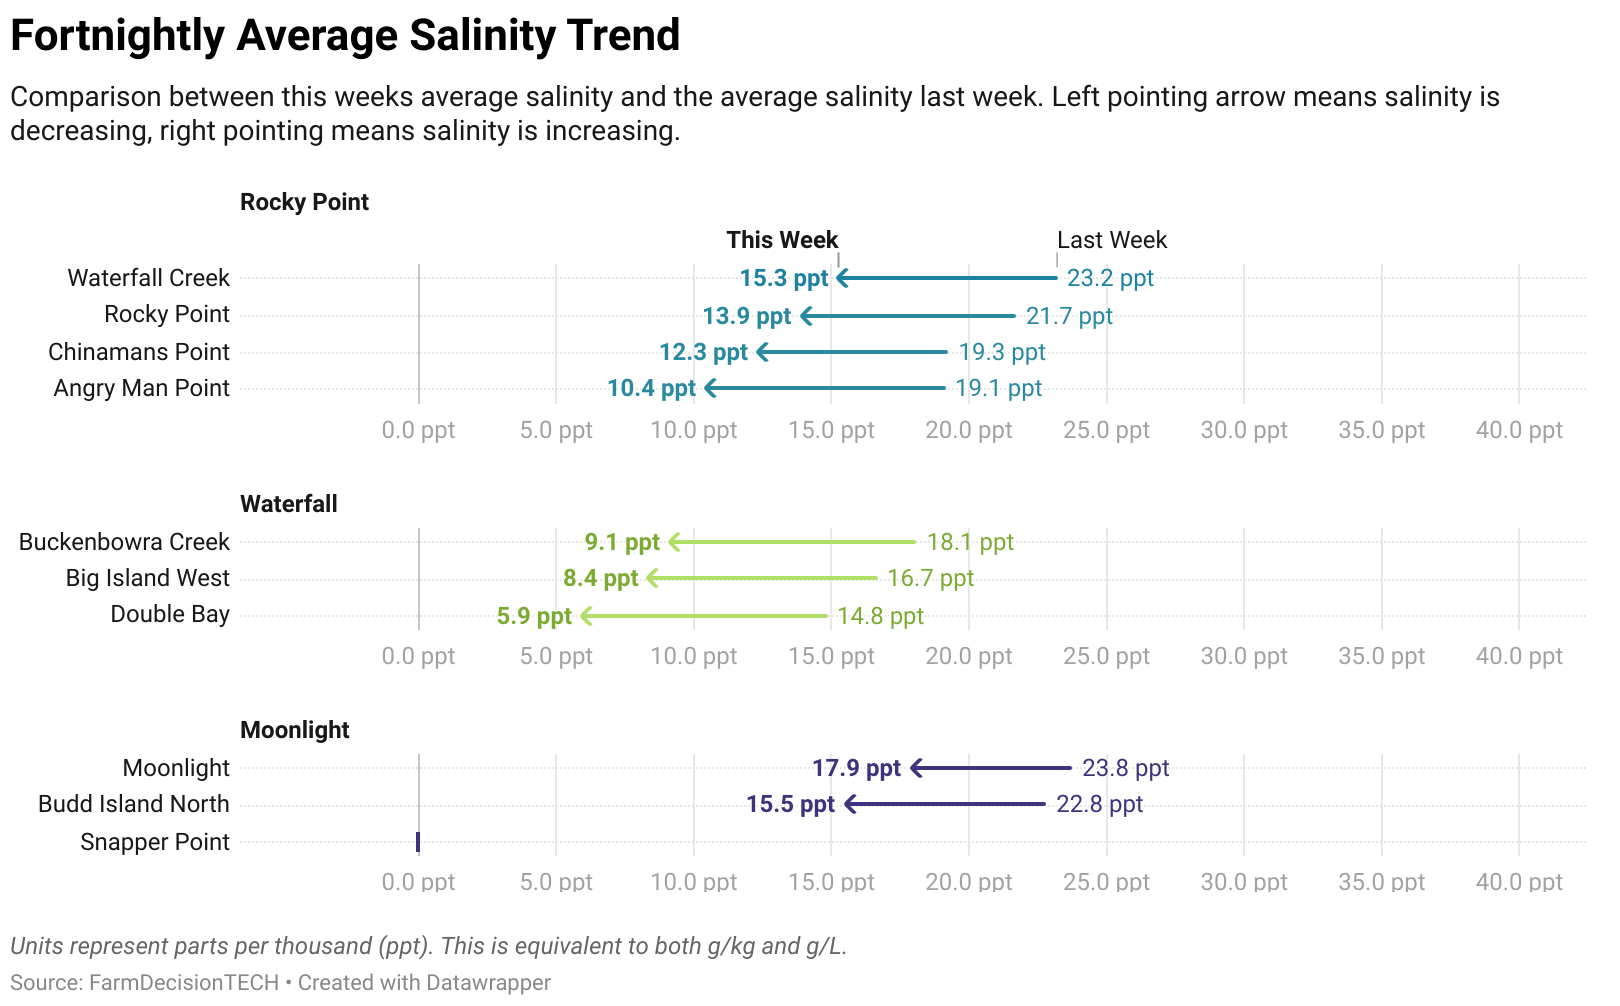 Fortnightly Average Salinity Trend
Comparison between this weeks average salinity and the average salinity last week. Left pointing arrow means salinity is
decreasing, right pointing means salinity is increasing.
Rocky Point
This Week Last Week
Waterfall Creek 15.3 ppt 23.2 ppt
Rocky Point 13.9 ppt 21.7 ppt
Chinamans Point 12.3 ppt 19.3 ppt
Angry Man Point 10.4 ppt 19.1 ppt
0.0 ppt 5.0 ppt 10.0 ppt 15.0 ppt 20.0 ppt 25.0 ppt 30.0 ppt 35.0 ppt 40.0 ppt
Waterfall
Buckenbowra Creek 9.1 ppt 18.1 ppt
Big Island West 8.4 ppt 16.7 ppt
Double Bay 5.9 ppt 14.8 ppt
0.0 ppt 5.0 ppt 10.0 ppt 15.0 ppt 20.0 ppt 25.0 ppt 30.0 ppt 35.0 ppt 40.0 ppt
Moonlight
Moonlight 17.9 ppt 23.8 ppt
Budd Island North 15.5 ppt 22.8 ppt
Snapper Point
0.0 ppt 5.0 ppt 10.0 ppt 15.0 ppt 20.0 ppt 25.0 ppt 30.0 ppt 35.0 ppt 40.0 ppt
Units represent parts per thousand (ppt). This is equivalent to both g/kg and g/L.
Source: FarmDecisionTECH • Created with Datawrapper